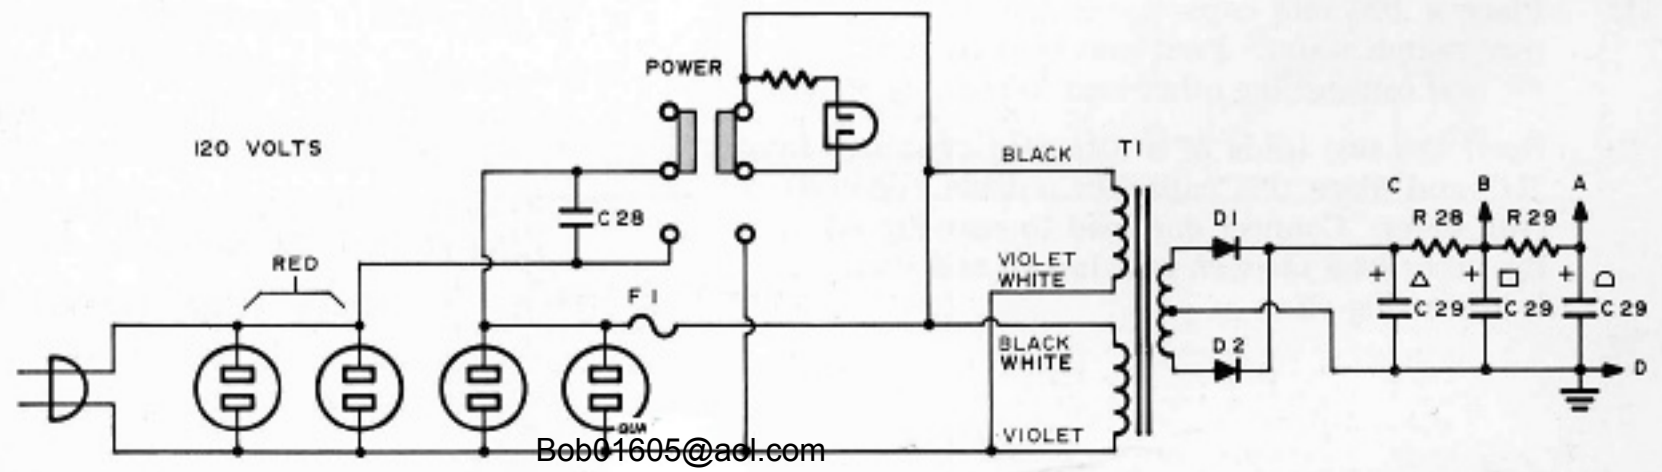 POWER
120 VOLTS
BLACK
T1
C
B
A
C 28
D1
R 28
R 29
RED
VIOLET
WHITE
F 1
+
+
+
C 29
C 29
C 29
BLACK
WHITE
D 2
D
VIOLET
Bob01605@aol.com